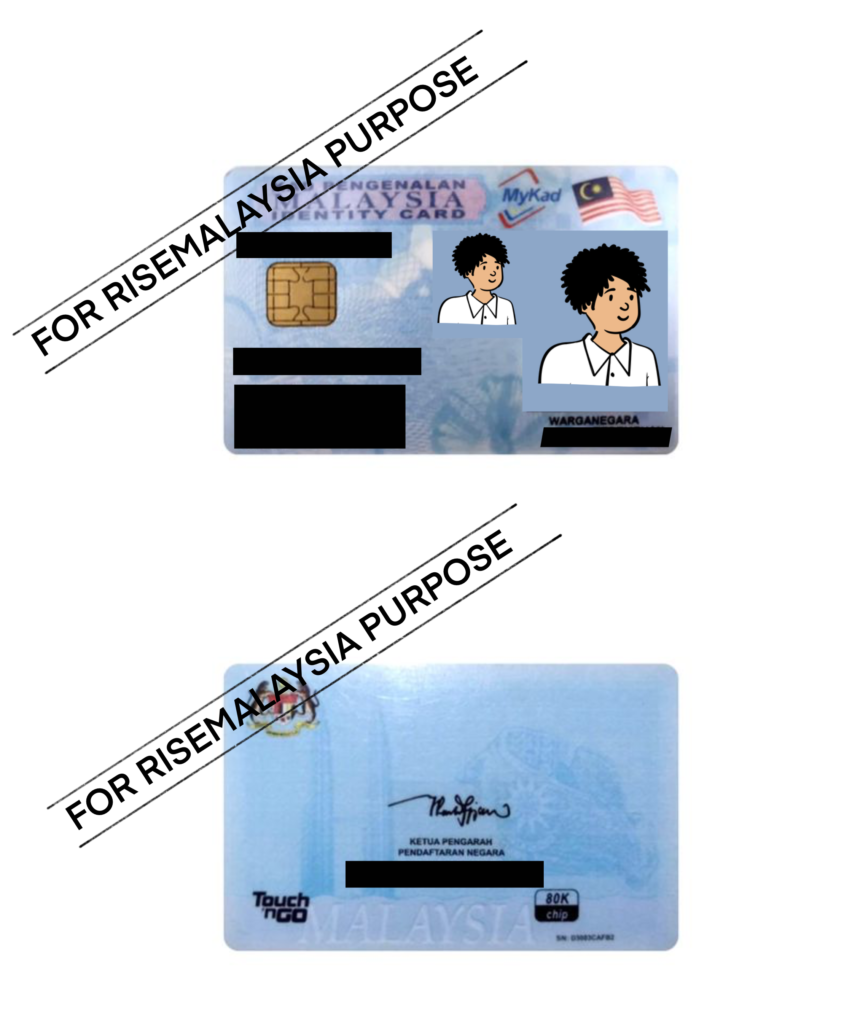 FOR RISEMALAYSIA PURPOSE
PENGENALAN
MALAYSIA
IDENTITY CARD
MyKad
WARGANEGARA
FOR RISEMALAYSIA PURPOSE
KETUA PENGARAH
PENDAFTARAN NEGARA
Touch
'nGO
80K
chip
MALAYSIA